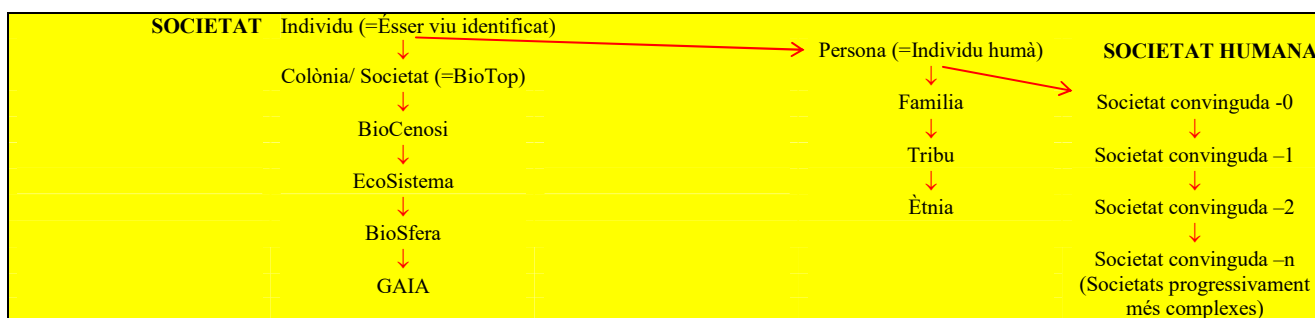 SOCIETAT Individu (=Ésser viu identificat)
↓
Colònia/ Societat (=BioTop)
↓
BioCenosi
↓
EcoSistema
↓
BioSfera
↓
GAIA
Persona (=Individu humà)
↓
Familia
↓
Tribu
↓
Ètnia
SOCIETAT HUMANA
Societat convinguda -0
↓
Societat convinguda –1
↓
Societat convinguda –2
↓
Societat convinguda –n
(Societats progressivament
més complexes)